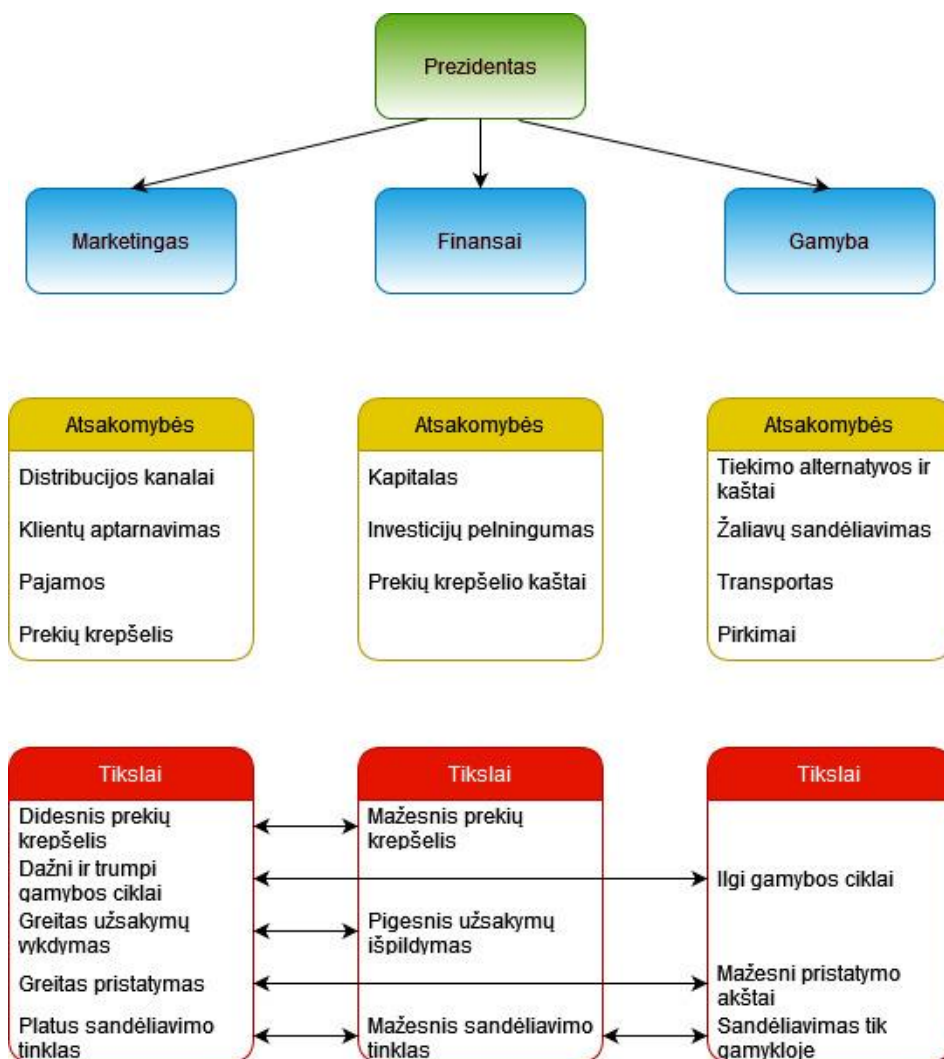 Prezidentas
Marketingas
Finansai
Gamyba
Atsakomybės
Distribucijos kanalai
Klientų aptarnavimas
Pajamos
Prekių krepšelis
Atsakomybės
Kapitalas
Investicijų pelningumas
Prekių krepšelio kaštai
Atsakomybės
Tiekimo alternatyvos ir
kaštai
Žaliavų sandėliavimas
Transportas
Pirkimai
Tikslai
Didesnis prekių
krepšelis
Dažni ir trumpi
gamybos ciklai
Greitas užsakymų
vykdymas
Greitas pristatymas
Platus sandėliavimo
tinklas
Tikslai
Mažesnis prekių
krepšelis
Pigesnis užsakymų
išpildymas
Mažesnis sandėliavimo
tinklas
Tikslai
Ilgi gamybos ciklai
Mažesni pristatymo
akštai
Sandėliavimas tik
gamykloje